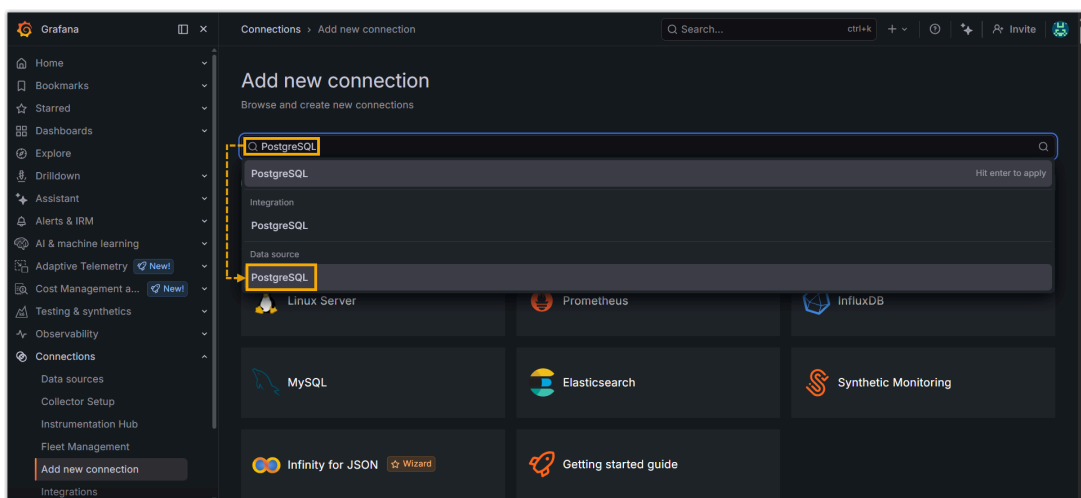 Grafana
Connections › Add new connection
Search...
ctrl+k
Invite
Home
Bookmarks
Starred
Dashboards
Explore
Drilldown
Assistant
Alerts & IRM
AI & machine learning
Adaptive Telemetry New!
Cost Management a... New!
Testing & synthetics
Observability
Connections
Data sources
Collector Setup
Instrumentation Hub
Fleet Management
Add new connection
Integrations
Add new connection
Browse and create new connections
PostgreSQL
PostgreSQL Hit enter to apply
Integration
PostgreSQL
Data source
PostgreSQL
Linux Server
Prometheus
InfluxDB
MySQL
Elasticsearch
Synthetic Monitoring
Infinity for JSON Wizard
Getting started guide